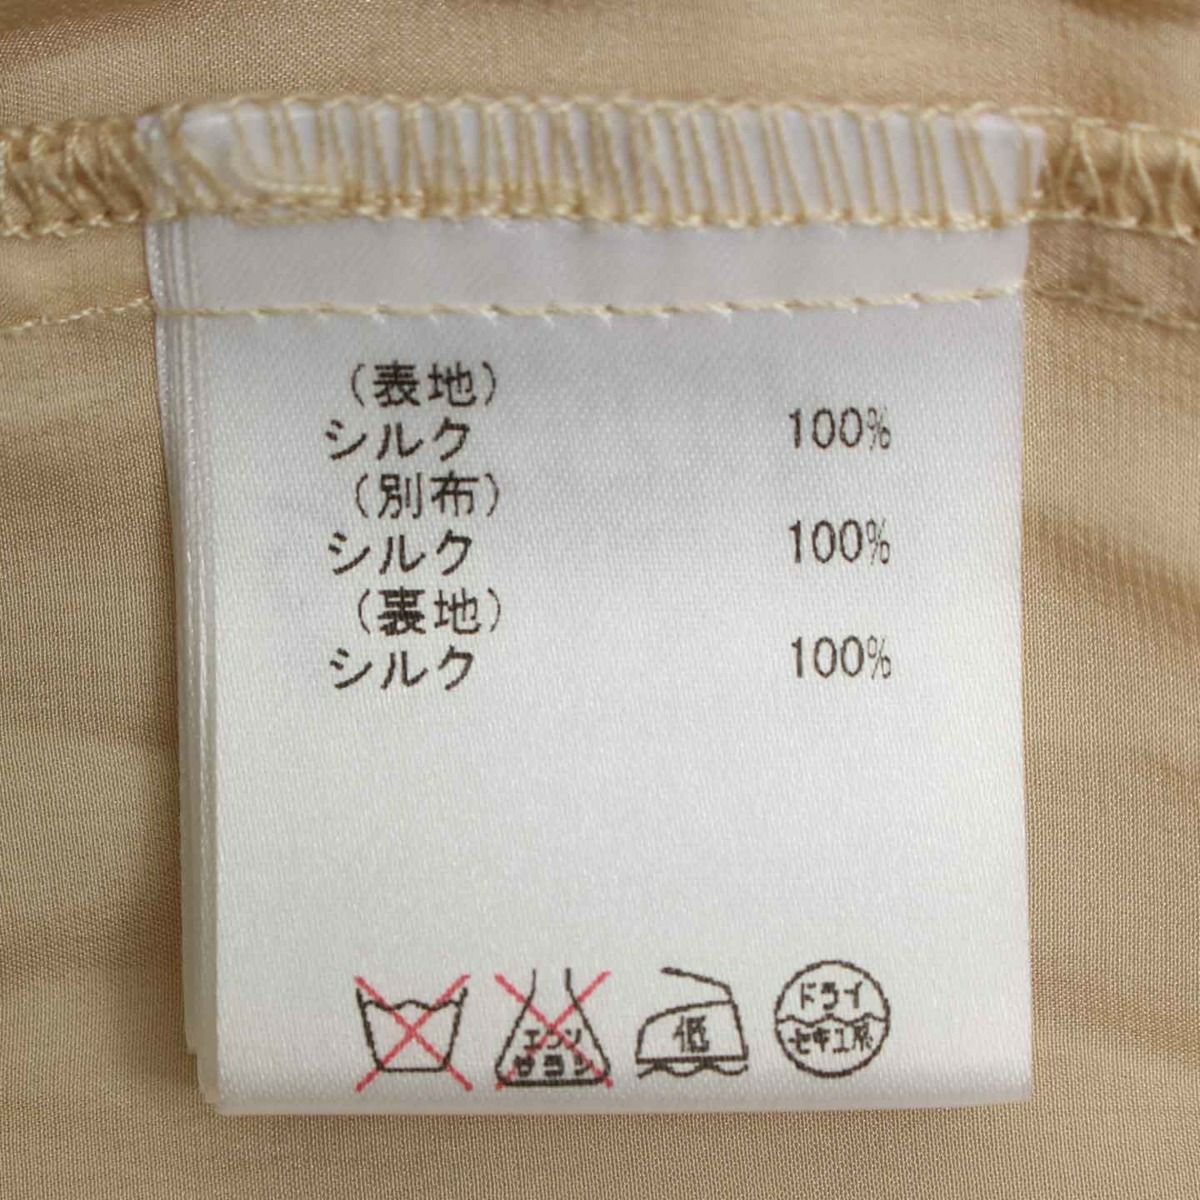 (表地)
シルク 100%
(別布)
シルク 100%
(裏地)
シルク 100%
エンソ サラシ
低
ドライ
セキユ系